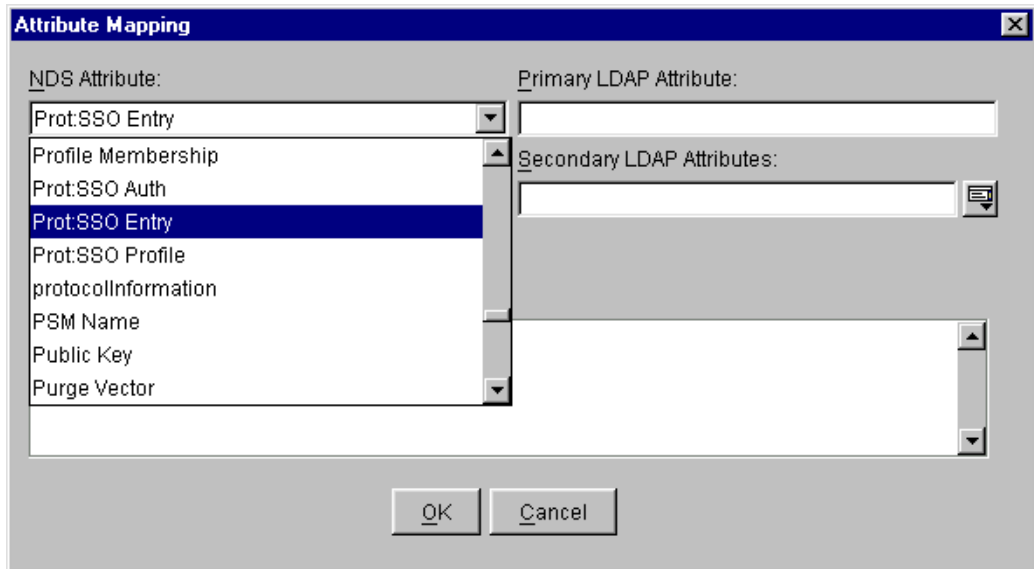 Attribute Mapping
NDS Attribute:
Primary LDAP Attribute:
Prot:SSO Entry
Profile Membership
Secondary LDAP Attributes:
Prot:SSO Auth
Prot:SSO Entry
Prot:SSO Profile
protocolInformation
PSM Name
Public Key
Purge Vector
OK
Cancel